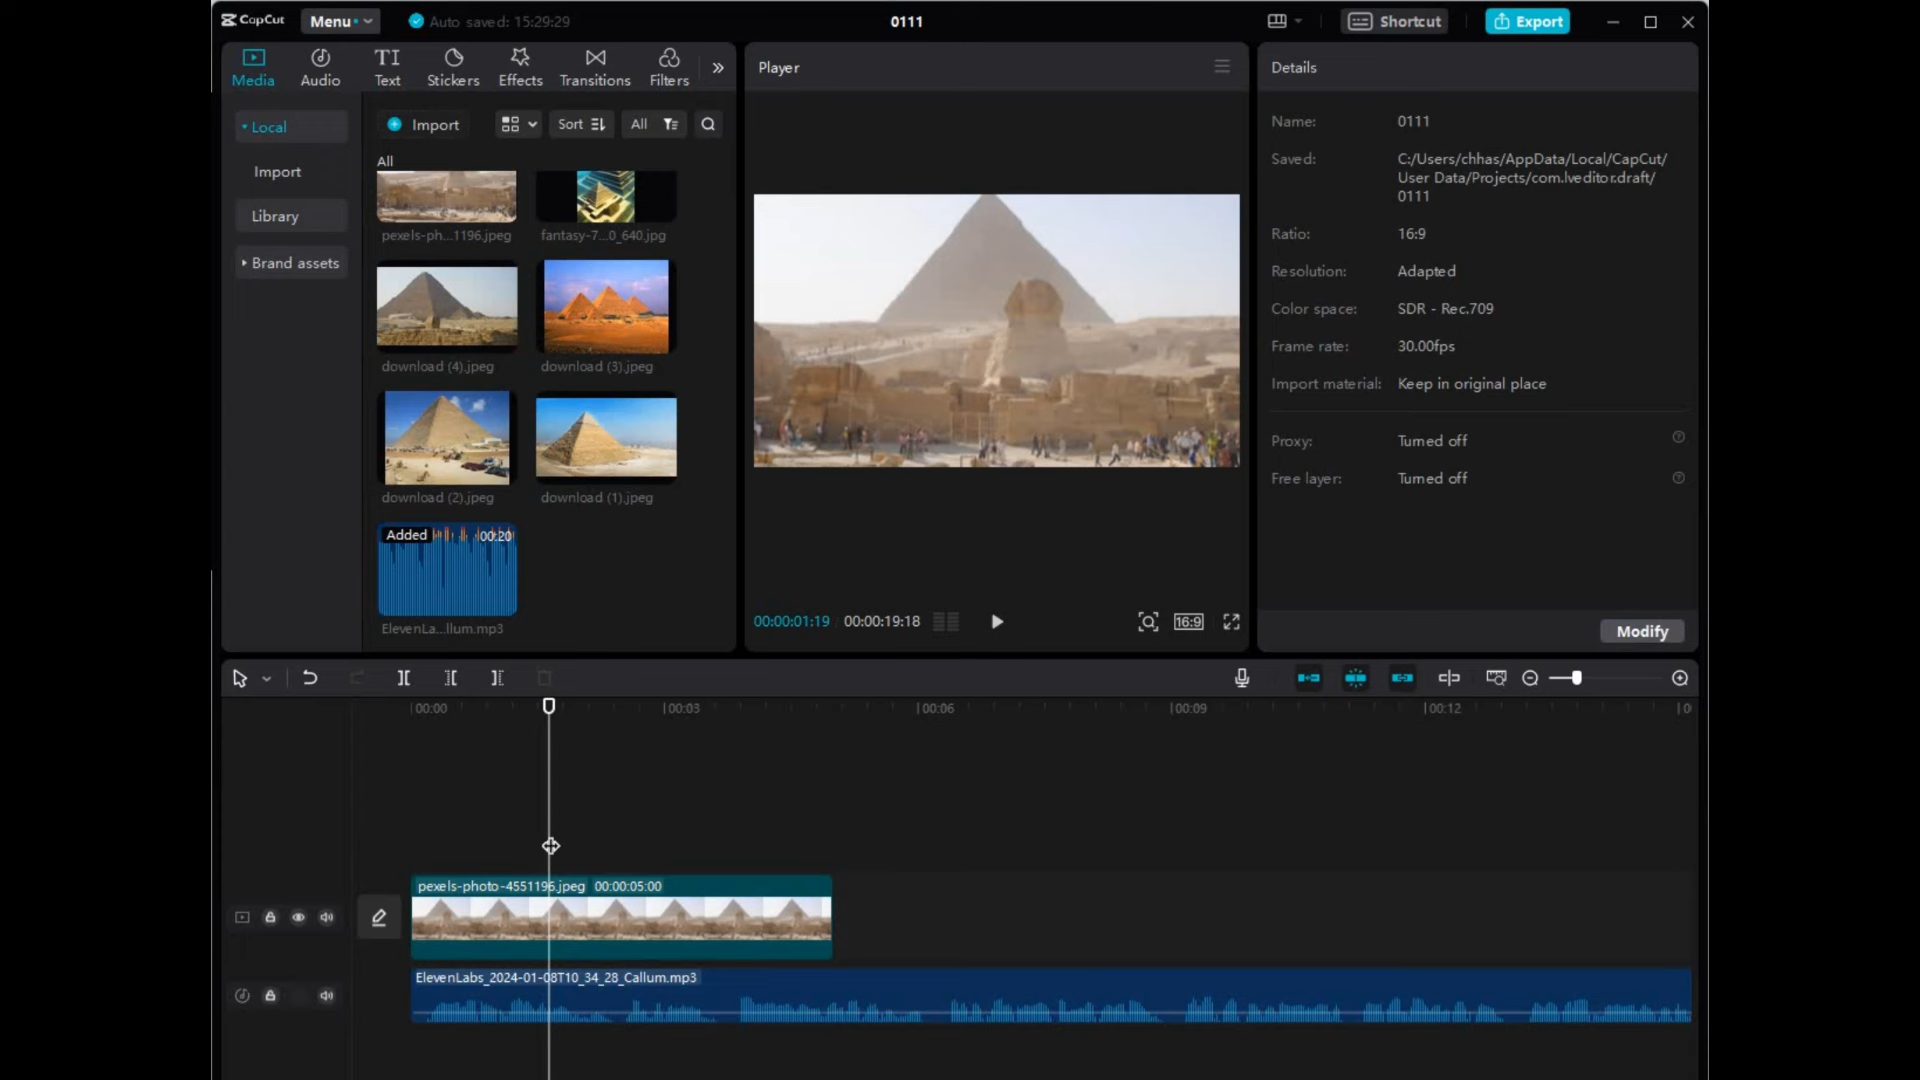 CapCut
Menu
Auto saved: 15:29:29
0111
Shortcut
Export
Media
Audio
TI
Text
Stickers
Effects
Transitions
Filters
Player
Details
Local
Import
Library
Brand assets
Import
Sort
All
All
pexels-ph...1196.jpeg
fantasy-7...0_640.jpg
download (4).jpeg
download (3).jpeg
download (2).jpeg
download (1).jpeg
Added
00:20
ElevenLa...llum.mp3
00:00:01:19
00:00:19:18
16:9
Name: 0111
Saved: C:/Users/chhas/AppData/Local/CapCut/
User Data/Projects/com.lveditor.draft/
0111
Ratio: 16:9
Resolution: Adapted
Color space: SDR - Rec.709
Frame rate: 30.00fps
Import material: Keep in original place
Proxy: Turned off
Free layer: Turned off
Modify
00:00
00:03
00:06
00:09
00:12
pexels-photo-4551196.jpeg 00:00:05:00
ElevenLabs_2024-01-08T10_34_28_Callum.mp3